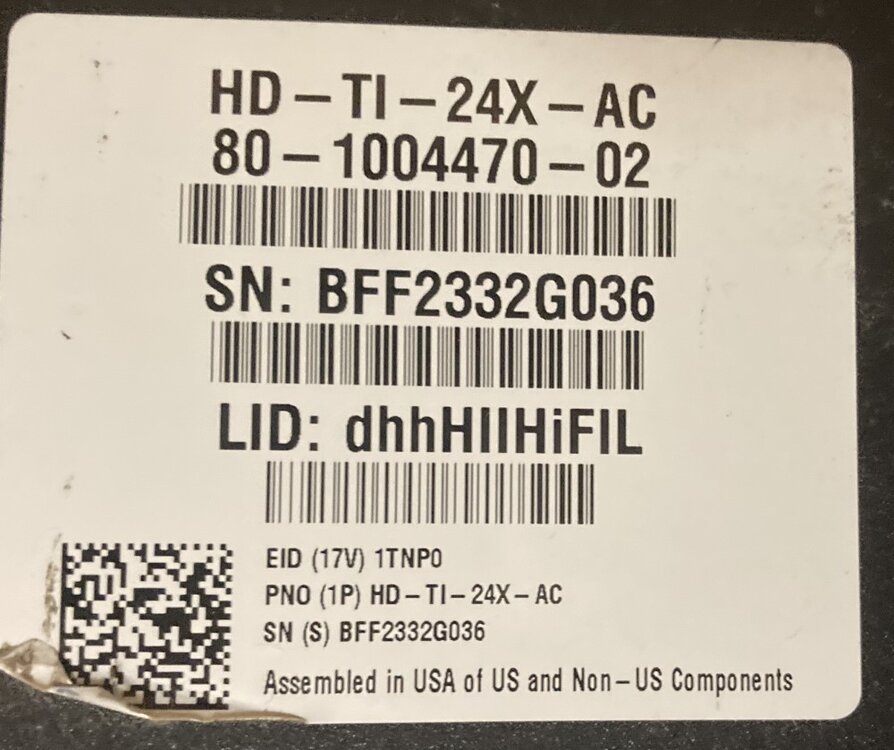 HD-TI-24X-AC
80-1004470-02
SN: BFF2332G036
LID: dhhHIIHiFIL
EID (17V) 1TNP0
PNO (1P) HD-TI-24X-AC
SN (S) BFF2332G036
Assembled in USA of US and Non-US Components